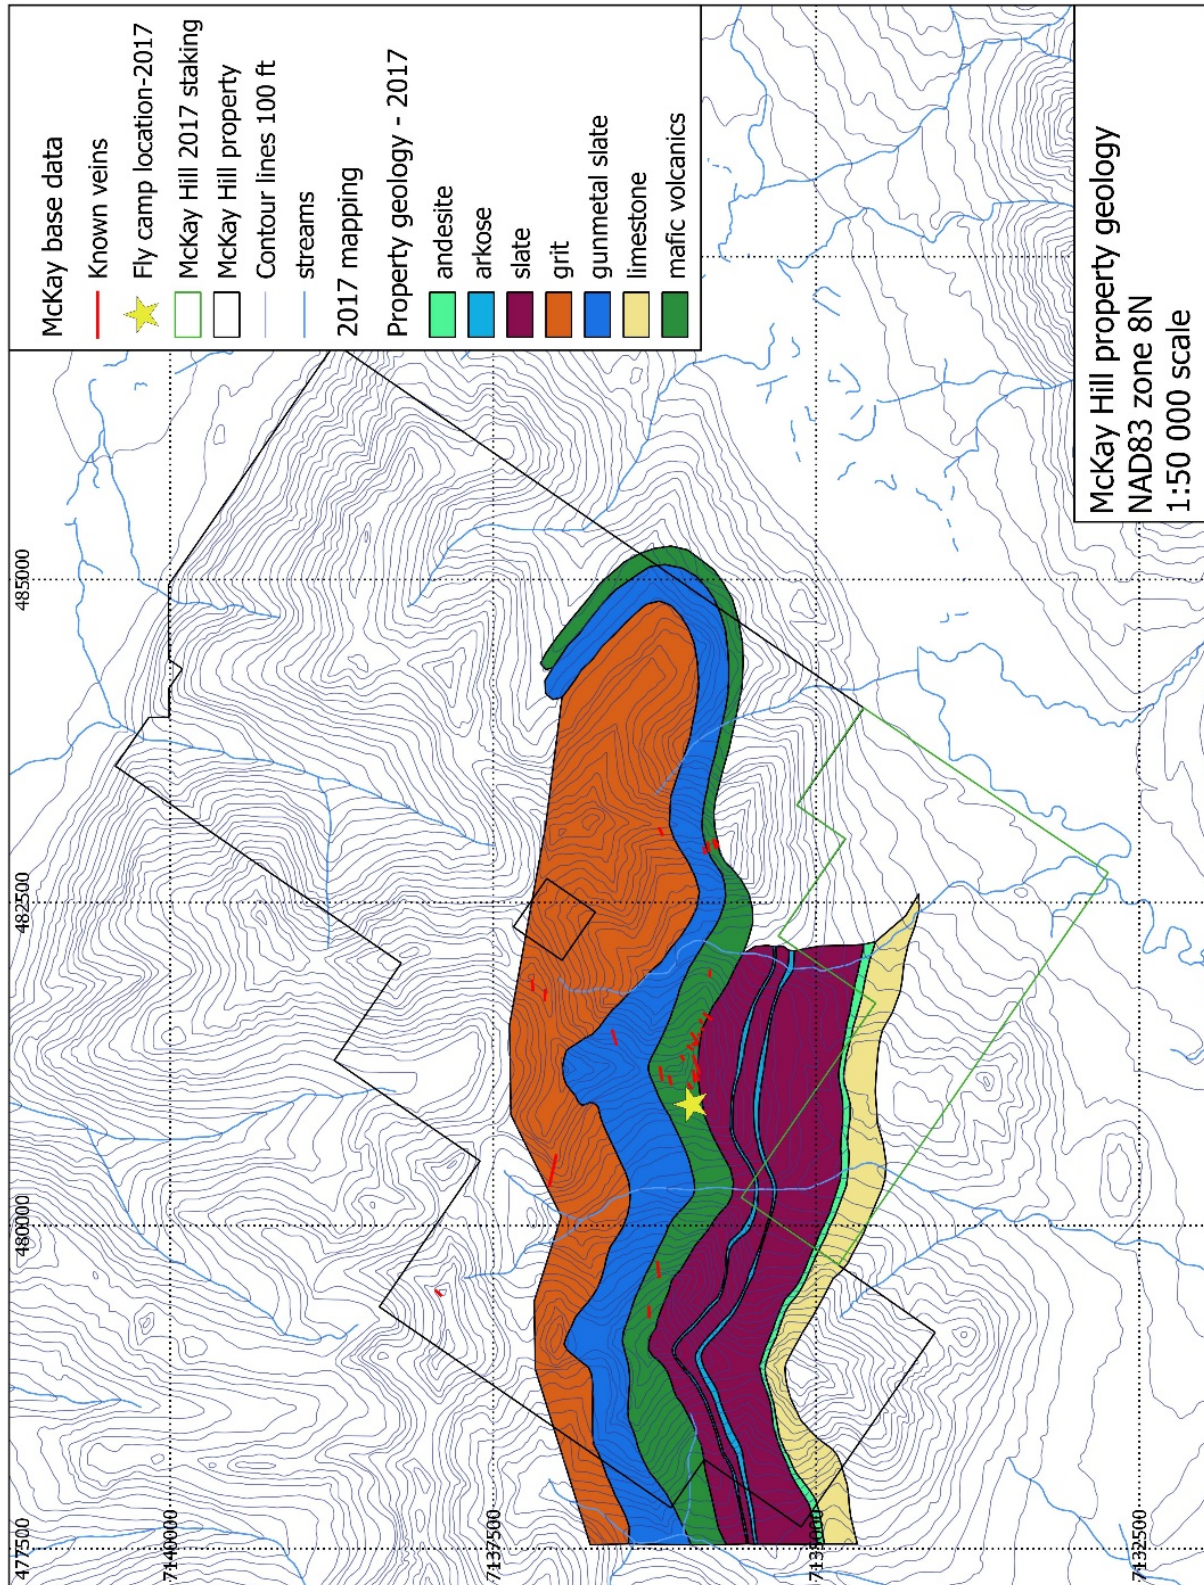 McKay base data
Known veins
Fly camp location-2017
McKay Hill 2017 staking
McKay Hill property
Contour lines 100 ft
streams
2017 mapping
Property geology - 2017
andesite
arkose
slate
grit
gunmetal slate
limestone
mafic volcanics
McKay Hill property geology
NAD83 zone 8N
1:50 000 scale
477500
480000
482500
485000
7140000
7137500
7135000
7132500